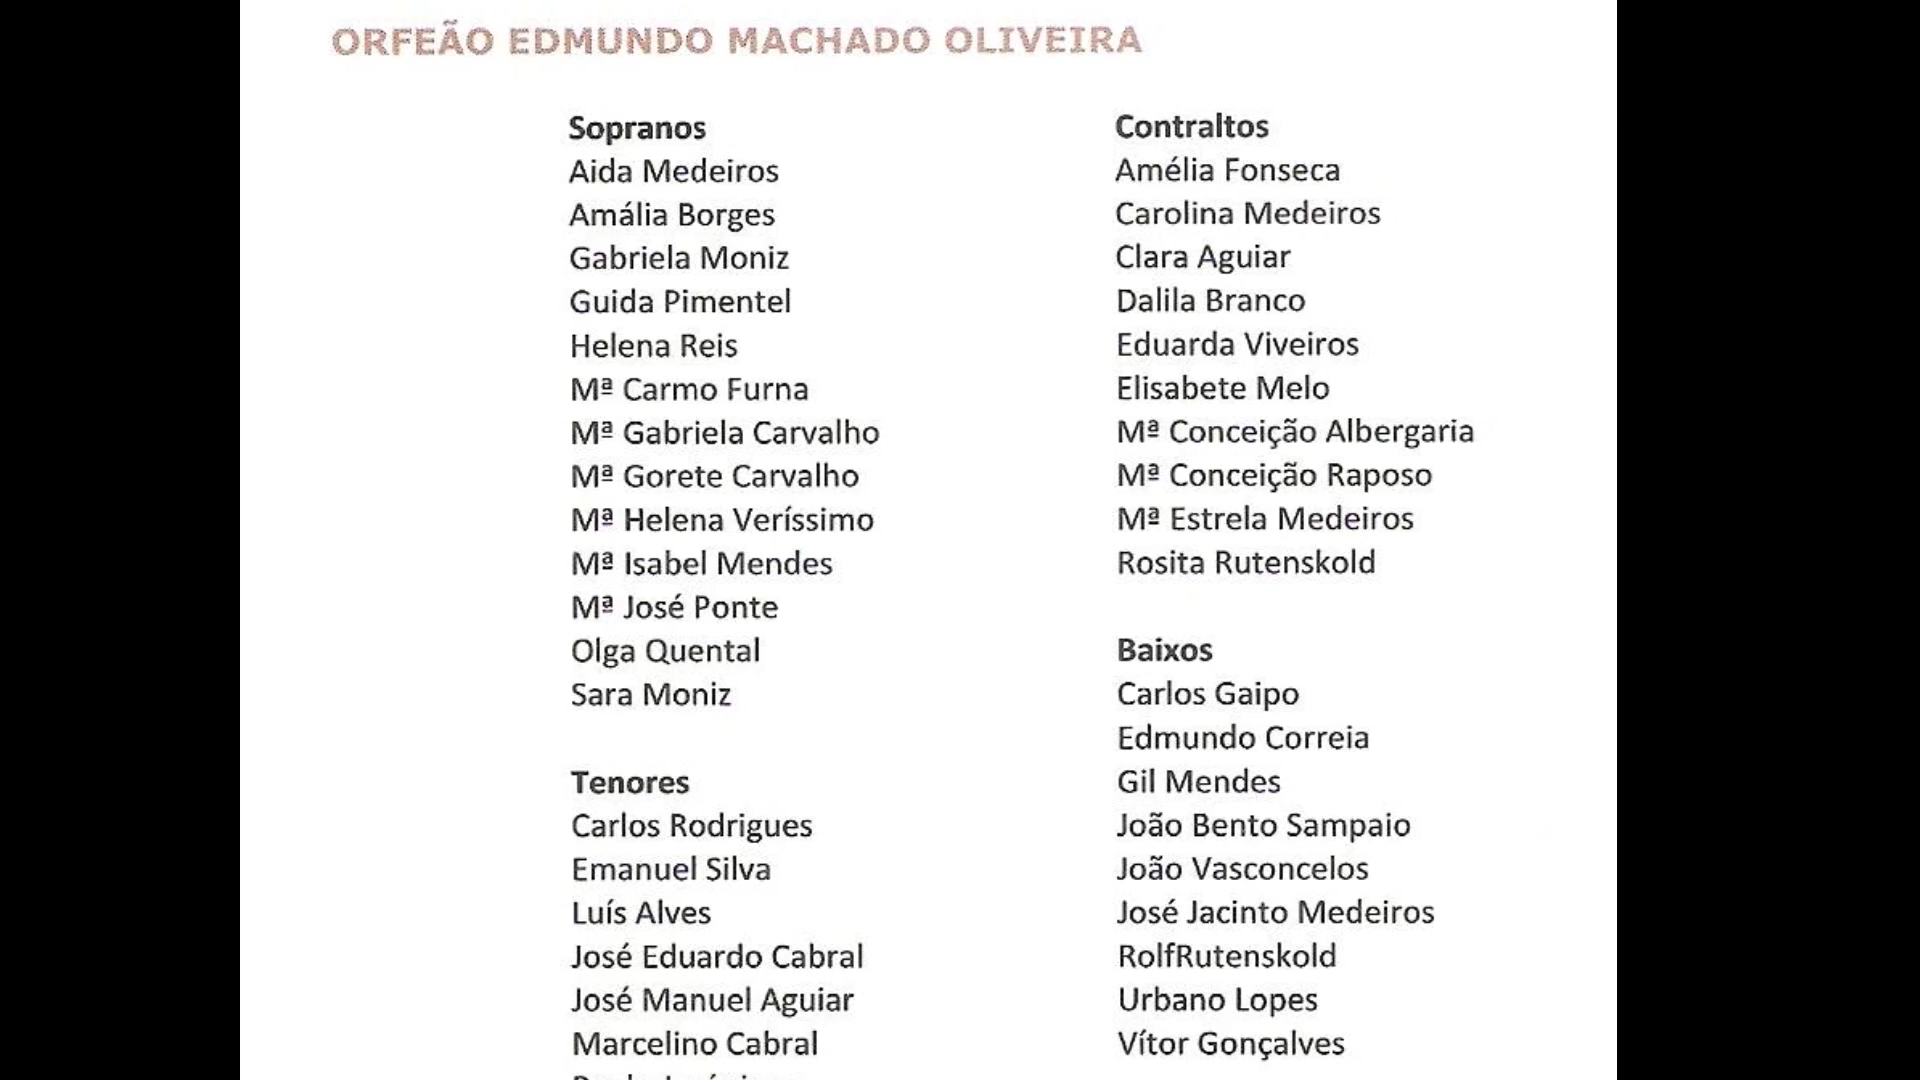 ORFEÃO EDMUNDO MACHADO OLIVEIRA
Sopranos
Aida Medeiros
Amália Borges
Gabriela Moniz
Guida Pimentel
Helena Reis
Mª Carmo Furna
Mª Gabriela Carvalho
Mª Gorete Carvalho
Mª Helena Veríssimo
Mª Isabel Mendes
Mª José Ponte
Olga Quental
Sara Moniz
Tenores
Carlos Rodrigues
Emanuel Silva
Luís Alves
José Eduardo Cabral
José Manuel Aguiar
Marcelino Cabral
Contraltos
Amélia Fonseca
Carolina Medeiros
Clara Aguiar
Dalila Branco
Eduarda Viveiros
Elisabete Melo
Mª Conceição Albergaria
Mª Conceição Raposo
Mª Estrela Medeiros
Rosita Rutenskold
Baixos
Carlos Gaipo
Edmundo Correia
Gil Mendes
João Bento Sampaio
João Vasconcelos
José Jacinto Medeiros
RolfRutenskold
Urbano Lopes
Vítor Gonçalves